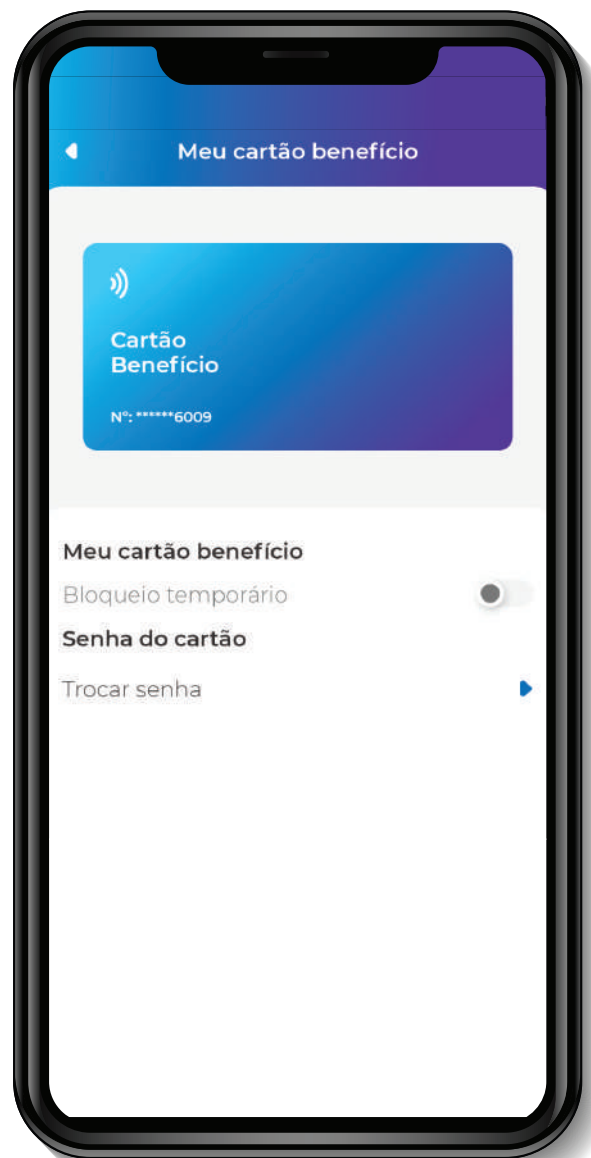 Meu cartão benefício
Cartão
Benefício
Nº: ******6009
Meu cartão benefício
Bloqueio temporário
Senha do cartão
Trocar senha